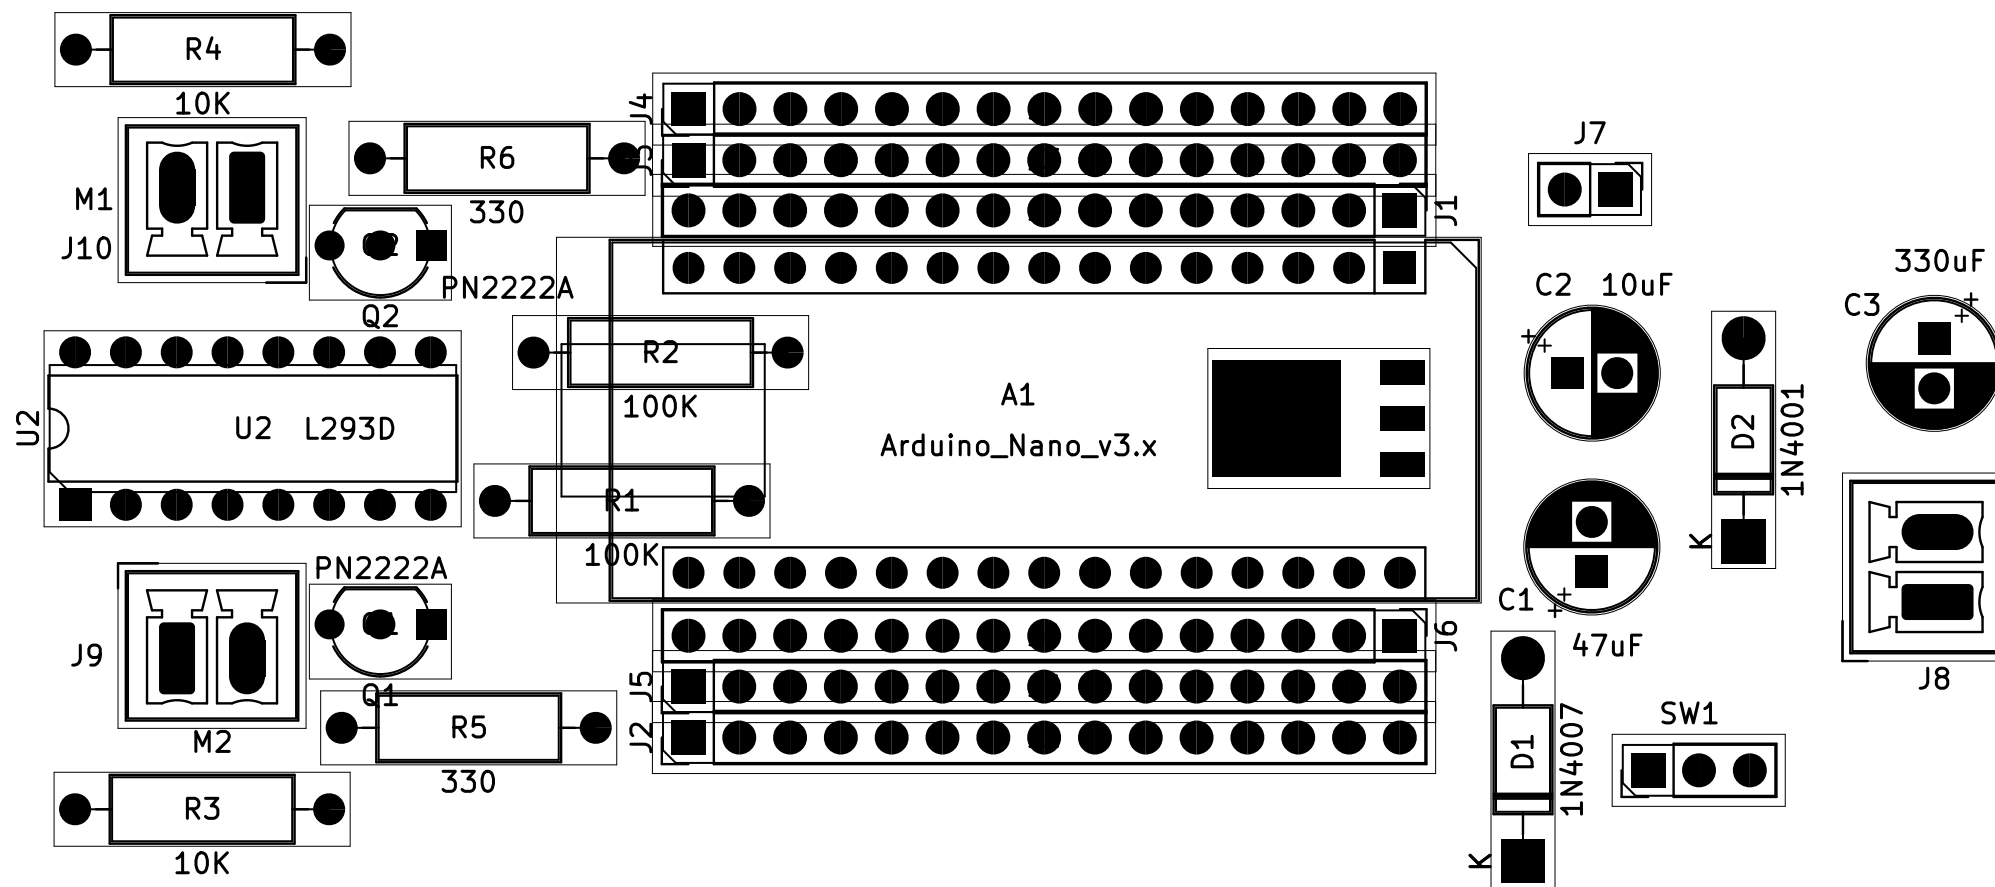 R4
10K
J4
J3
J7
R6
M1
330
J1
J10
Q2
PN2222A
Q2
C2 10uF
330uF
C3
R2
100K
A1
Arduino_Nano_v3.x
U2
U2 L293D
D2
1N4001
R1
100K
K
PN2222A
C1
47uF
J9
J6
J5
Q1
J8
M2
R5
330
J2
SW1
D1
1N4007
R3
10K
K